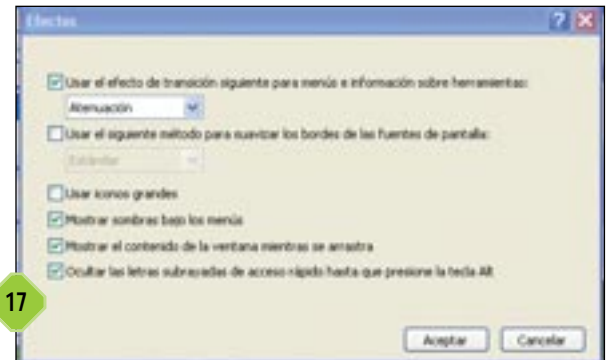 Efectos
Usar el efecto de transición siguiente para menús e información sobre herramientas:
Atenuación
Usar el siguiente método para suavizar los bordes de las fuentes de pantalla:
Estándar
Usar iconos grandes
Mostrar sombras bajo los menús
Mostrar el contenido de la ventana mientras se arrastra
Ocultar las letras subrayadas de acceso rápido hasta que presione la tecla Alt
17
Aceptar
Cancelar